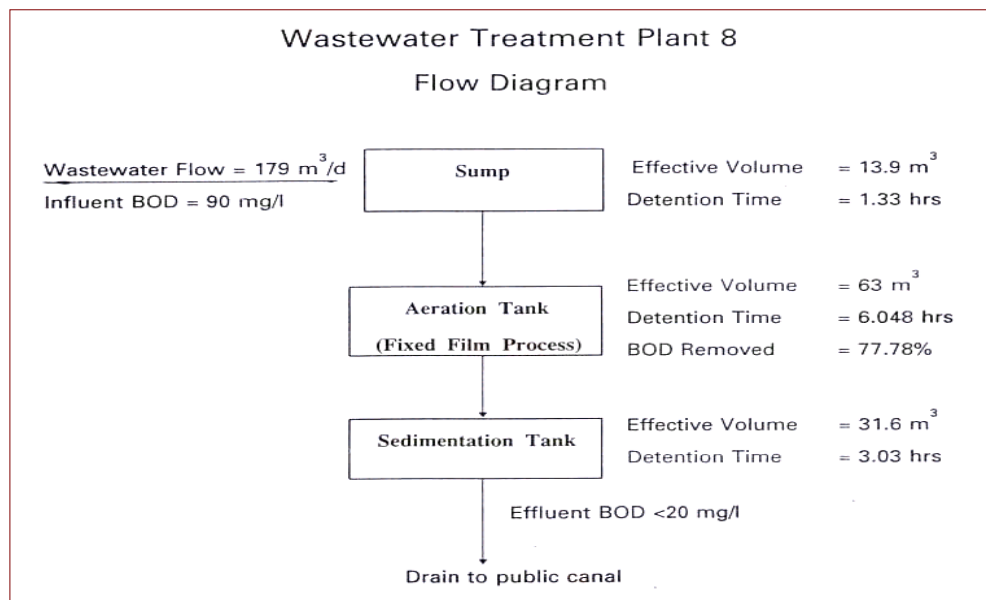 Wastewater Treatment Plant 8
Flow Diagram
Wastewater Flow = 179 m³/d
Influent BOD = 90 mg/l
Sump
Effective Volume = 13.9 m³
Detention Time = 1.33 hrs
Aeration Tank
(Fixed Film Process)
Effective Volume = 63 m³
Detention Time = 6.048 hrs
BOD Removed = 77.78%
Sedimentation Tank
Effective Volume = 31.6 m³
Detention Time = 3.03 hrs
Effluent BOD <20 mg/l
Drain to public canal